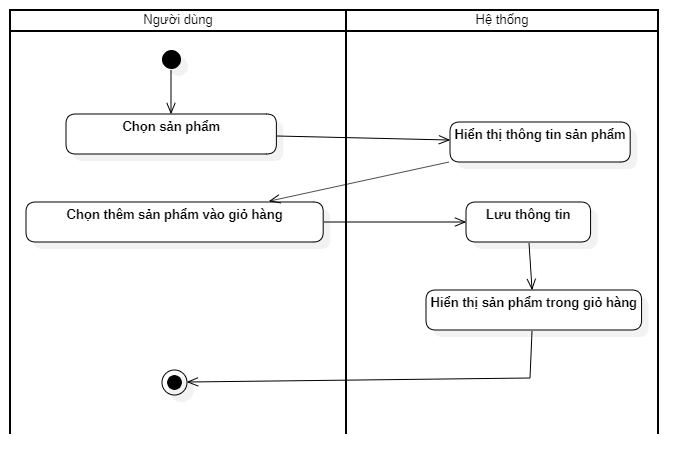 Người dùng
Hệ thống
Chọn sản phẩm
Hiển thị thông tin sản phẩm
Chọn thêm sản phẩm vào giỏ hàng
Lưu thông tin
Hiển thị sản phẩm trong giỏ hàng